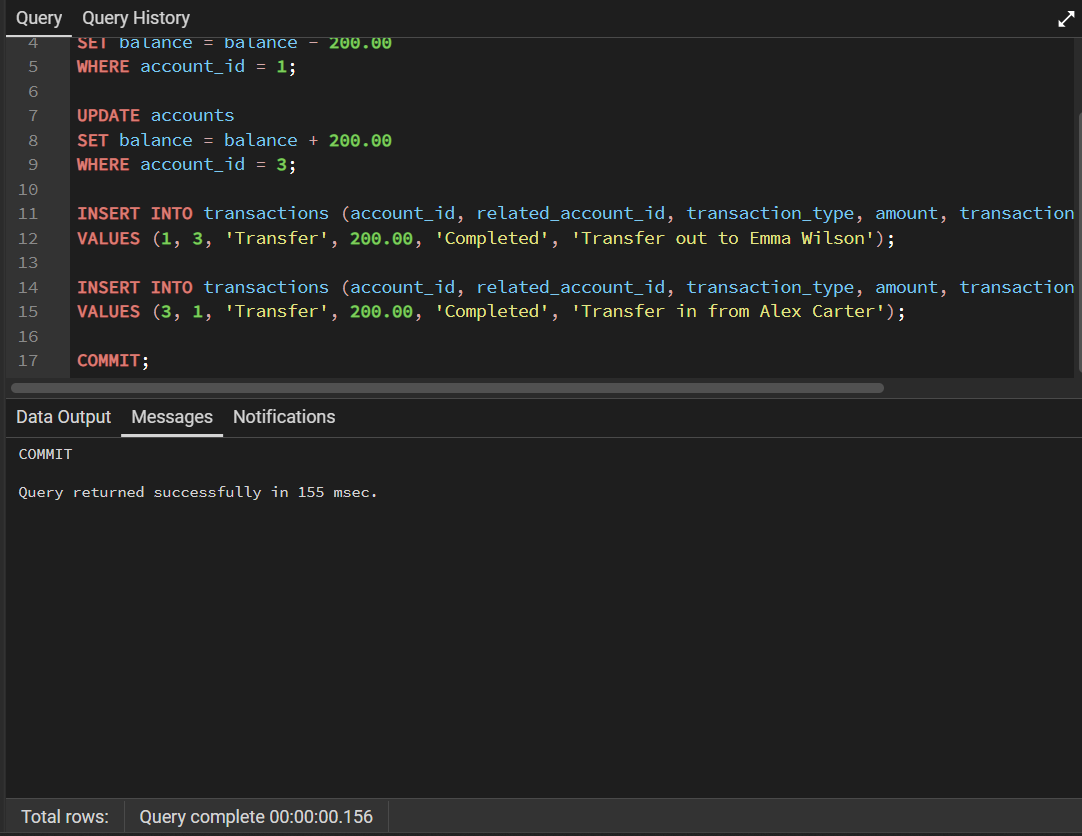 Query Query History
4 SET balance = balance - 200.00
5 WHERE account_id = 1;
6
7 UPDATE accounts
8 SET balance = balance + 200.00
9 WHERE account_id = 3;
10
11 INSERT INTO transactions (account_id, related_account_id, transaction_type, amount, transaction
12 VALUES (1, 3, 'Transfer', 200.00, 'Completed', 'Transfer out to Emma Wilson');
13
14 INSERT INTO transactions (account_id, related_account_id, transaction_type, amount, transaction
15 VALUES (3, 1, 'Transfer', 200.00, 'Completed', 'Transfer in from Alex Carter');
16
17 COMMIT;
Data Output Messages Notifications
COMMIT
Query returned successfully in 155 msec.
Total rows: Query complete 00:00:00.156